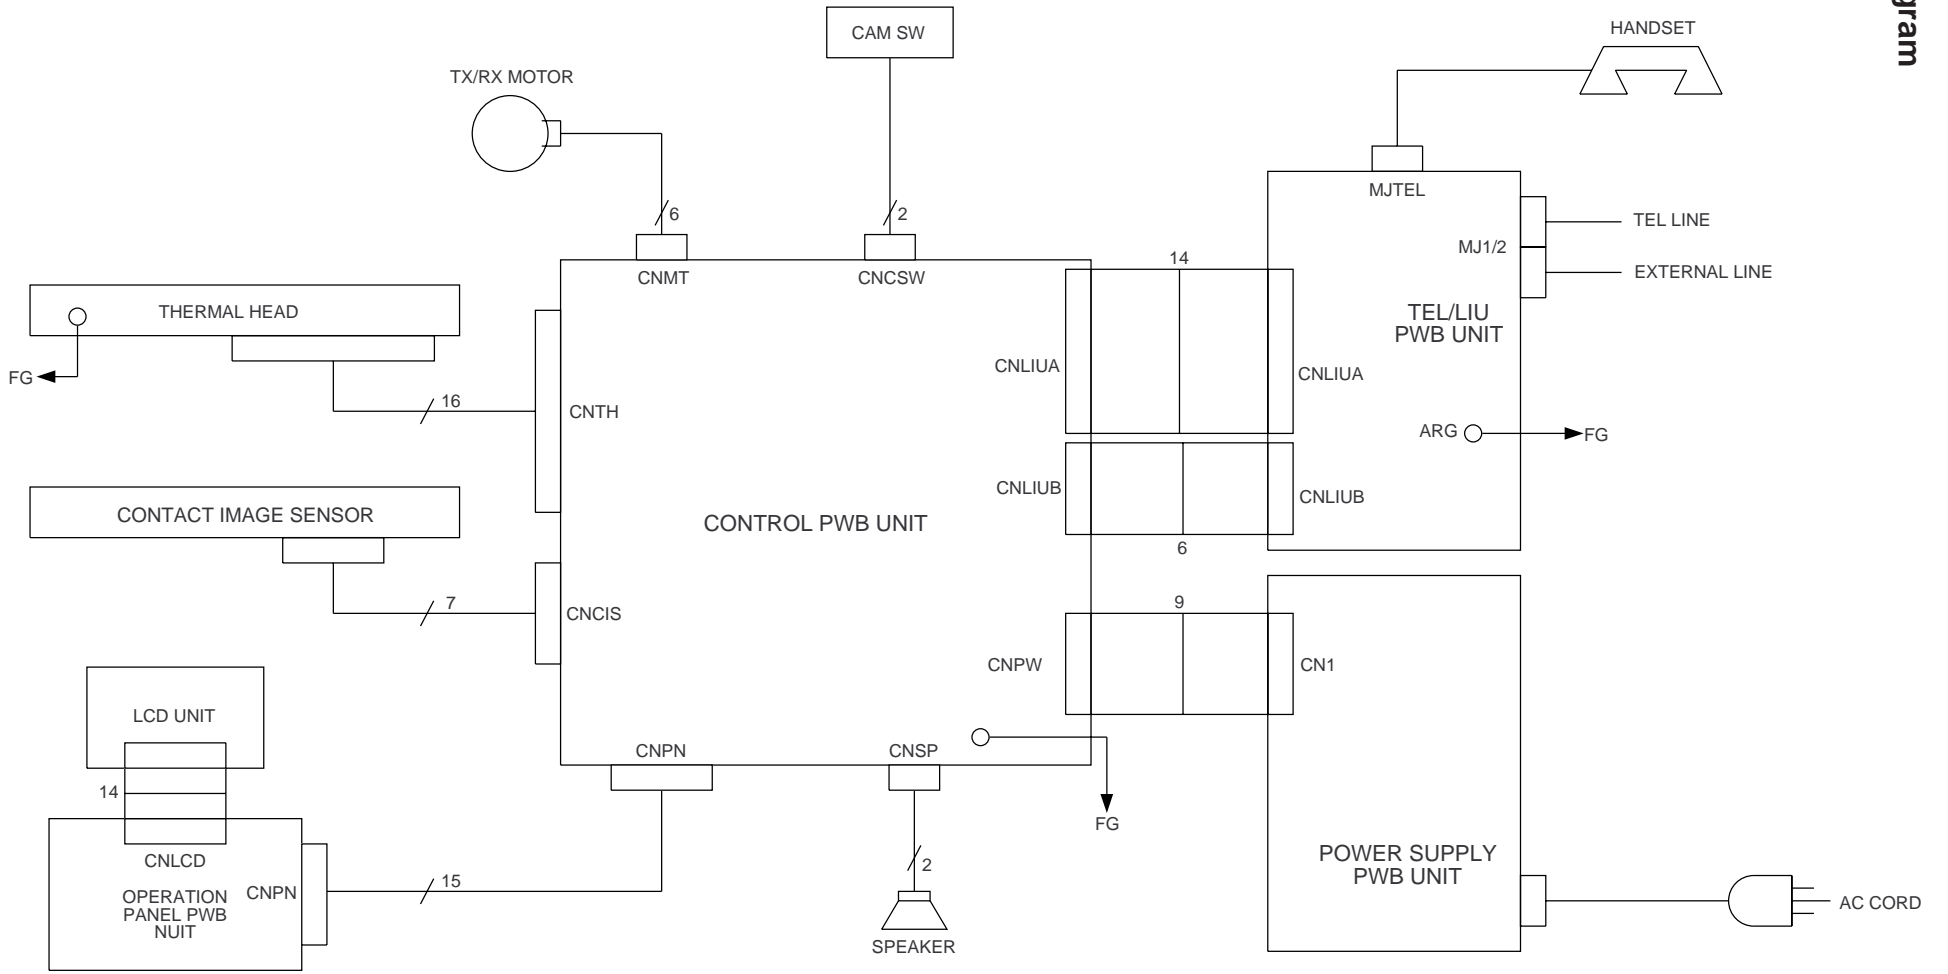 gram
CAM SW
HANDSET
TX/RX MOTOR
MJTEL
6
2
TEL LINE
MJ1/2
14
EXTERNAL LINE
CNMT
CNCSW
THERMAL HEAD
TEL/LIU
PWB UNIT
FG
CNLIUA
CNLIUA
16
CNTH
ARG
FG
CNLIUB
CNLIUB
CONTACT IMAGE SENSOR
CONTROL PWB UNIT
6
7
CNCIS
9
CNPW
CN1
LCD UNIT
CNPN
CNSP
14
FG
CNLCD
OPERATION
PANEL PWB
NUIT
CNPN
15
2
POWER SUPPLY
PWB UNIT
AC CORD
SPEAKER